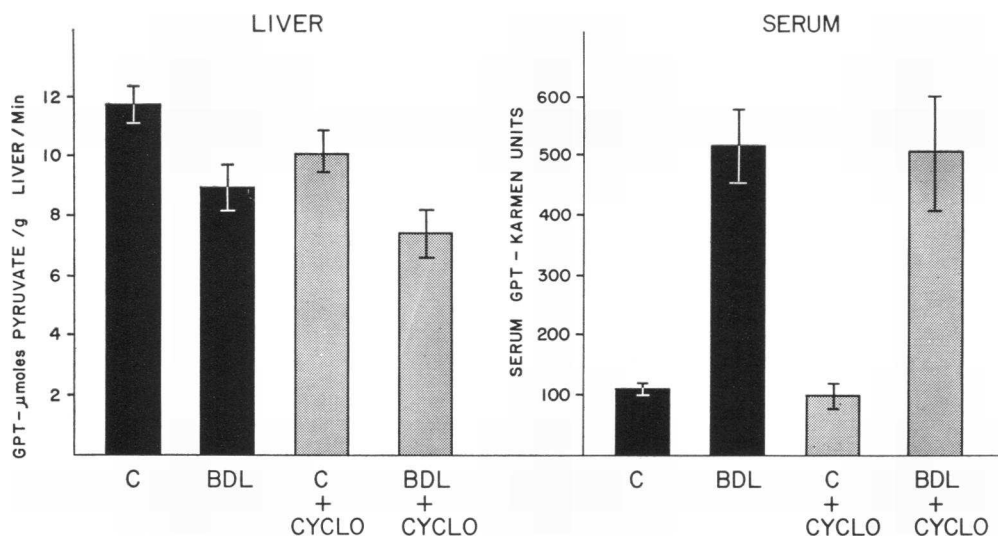 LIVER
GPT-μmoles PYRUVATE /g LIVER/Min
12
10
8
6
4
2
C
BDL
C
+
CYCLO
BDL
+
CYCLO
SERUM
SERUM GPT-KARMEN UNITS
600
500
400
300
200
100
C
BDL
C
+
CYCLO
BDL
+
CYCLO